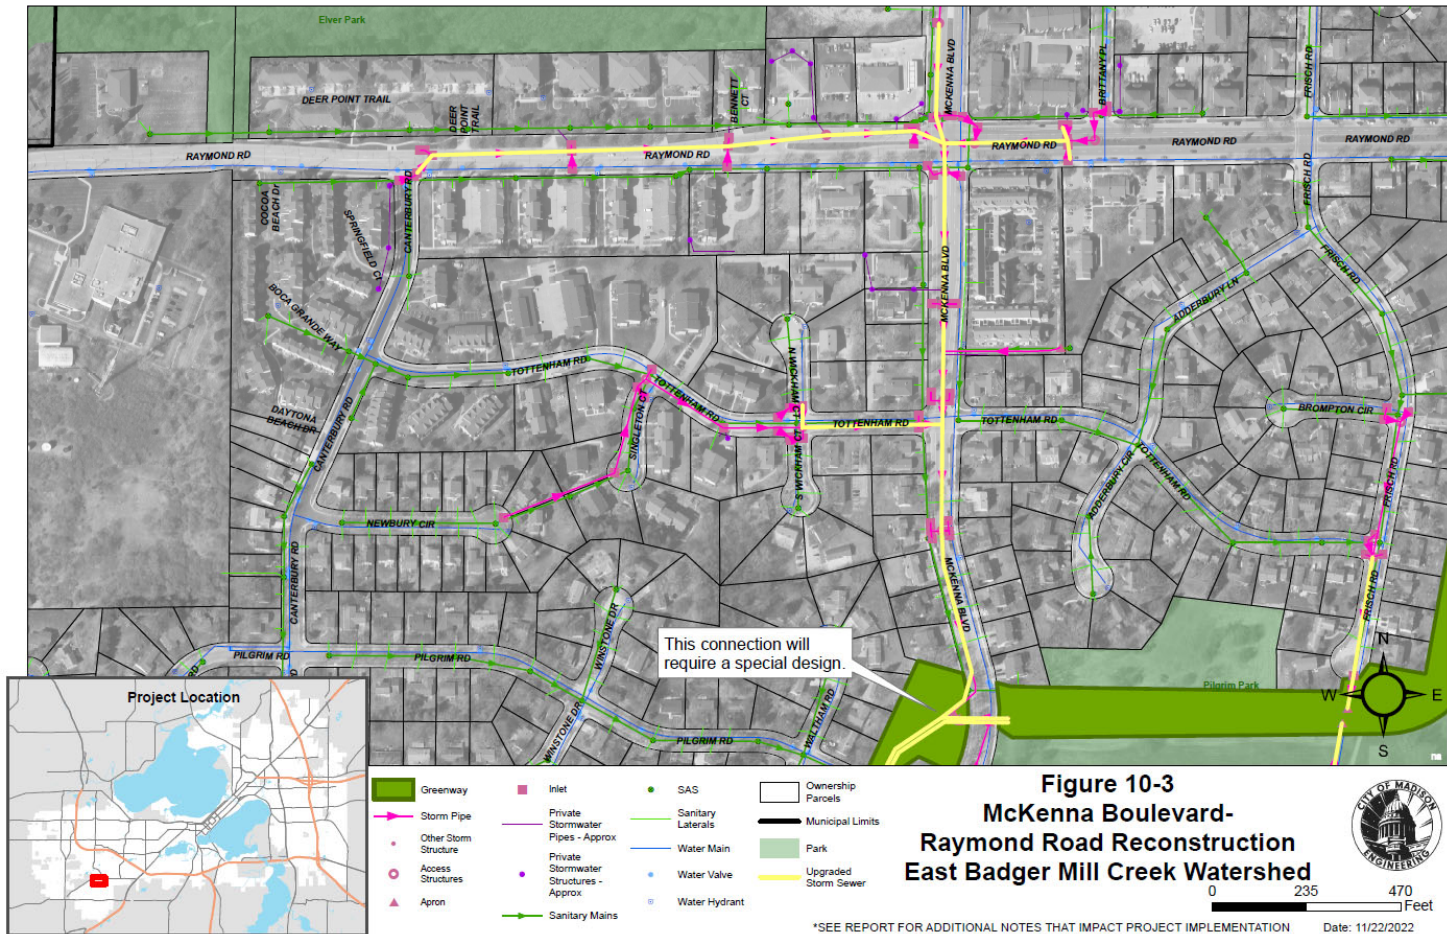 Elver Park
MCKENNA BLVD
BRITTANY PL
FRISCH RD
DEER POINT TRAIL
DEER
POINT
TRAIL
BENNETT
CT
RAYMOND RD
RAYMOND RD
RAYMOND RD
RAYMOND RD
RAYMOND RD
COCOA
BEACH Dr
SPRINGFIELD CT
CANTERBURY RD
FRISCH RD
FRISCH RD
MCKENNA BLVD
ADDERBURY LN
BOCA GRANDE WAY
N WICKHAM CT
TOTTENHAM RD
TOTTENHAM RD
DAYTONA
BEACH DR
CANTERBURY RD
SINGLETON CT
TOTTENHAM RD
TOTTENHAM RD
BROMPTON CIR
S WICKHAM CT
TOTTENHAM RD
ADDERBURY CIR
FRISCH RD
NEWBURY CIR
CANTERBURY RD
MCKENNA BLVD
FRISCH RD
WINSTONE DR
This connection will
require a special design.
PILGRIM RD
PILGRIM RD
RD
Pilgrim Park
N
W
E
S
WINSTONE DR
PILGRIM RD
WALTHAM RD
Project Location
Greenway
Storm Pipe
Other Storm
Structure
Access
Structures
Apron
Inlet
Private
Stormwater
Pipes - Approx
Private
Stormwater
Structures -
Approx
Sanitary Mains
SAS
Sanitary
Laterals
Water Main
Water Valve
Water Hydrant
Ownership
Parcels
Municipal Limits
Park
Upgraded
Storm Sewer
Figure 10-3
McKenna Boulevard-
Raymond Road Reconstruction
East Badger Mill Creek Watershed
CITY OF MADISON
ENGINEERING
0 235 470
Feet
*SEE REPORT FOR ADDITIONAL NOTES THAT IMPACT PROJECT IMPLEMENTATION
Date: 11/22/2022